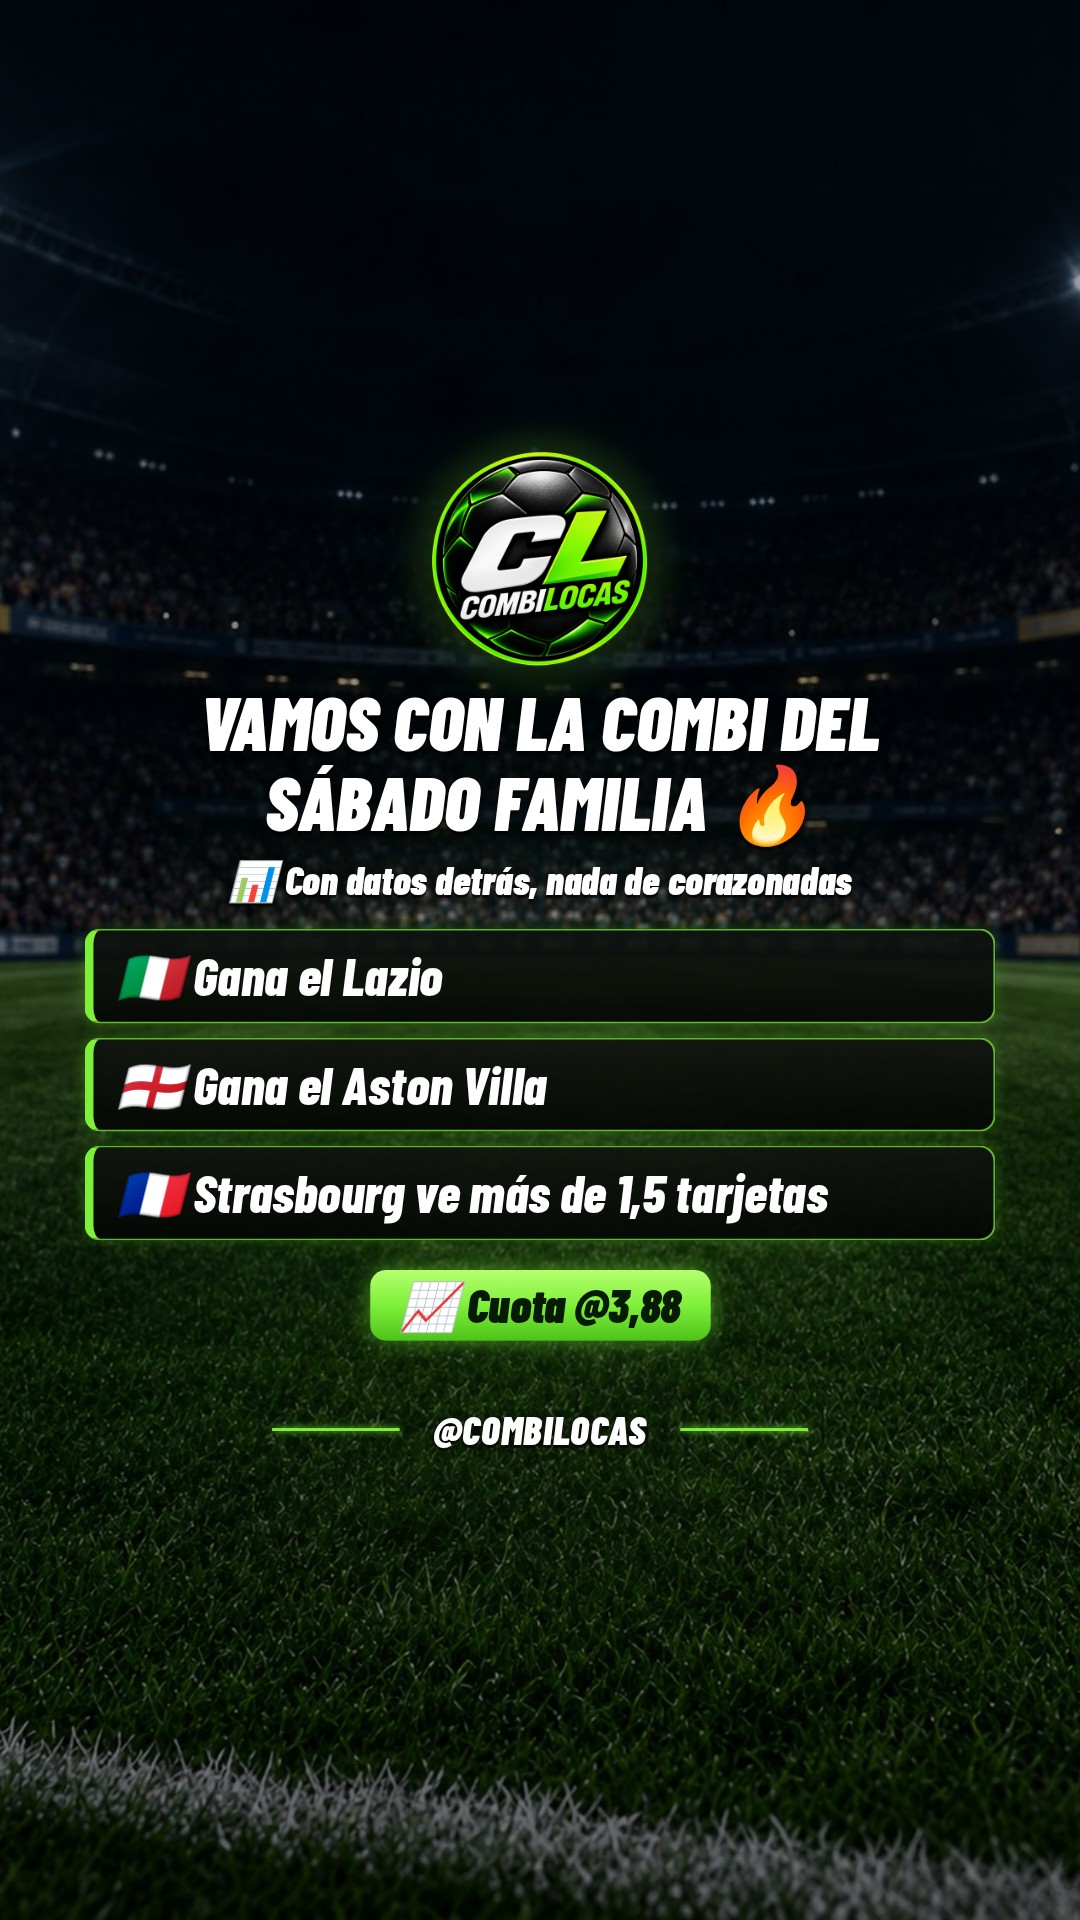 CL
COMBILOCAS
VAMOS CON LA COMBI DEL
SÁBADO FAMILIA 🔥
📊 Con datos detrás, nada de corazonadas
🇮🇹 Gana el Lazio
🏴󠁧󠁢󠁥󠁮󠁧󠁿 Gana el Aston Villa
🇫🇷 Strasbourg ve más de 1,5 tarjetas
📈 Cuota @3,88
@COMBILOCAS